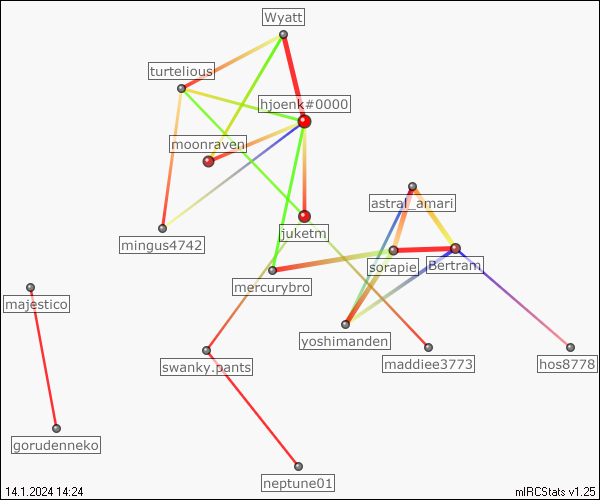 Wyatt
turtelious
hjoenk#0000
moonraven
astral_amari
juketm
mingus4742
sorapie
Bertram
mercurybro
majestico
yoshimanden
swanky.pants
maddiee3773
hos8778
gorudenneko
neptune01
14.1.2024 14:24
mIRCStats v1.25